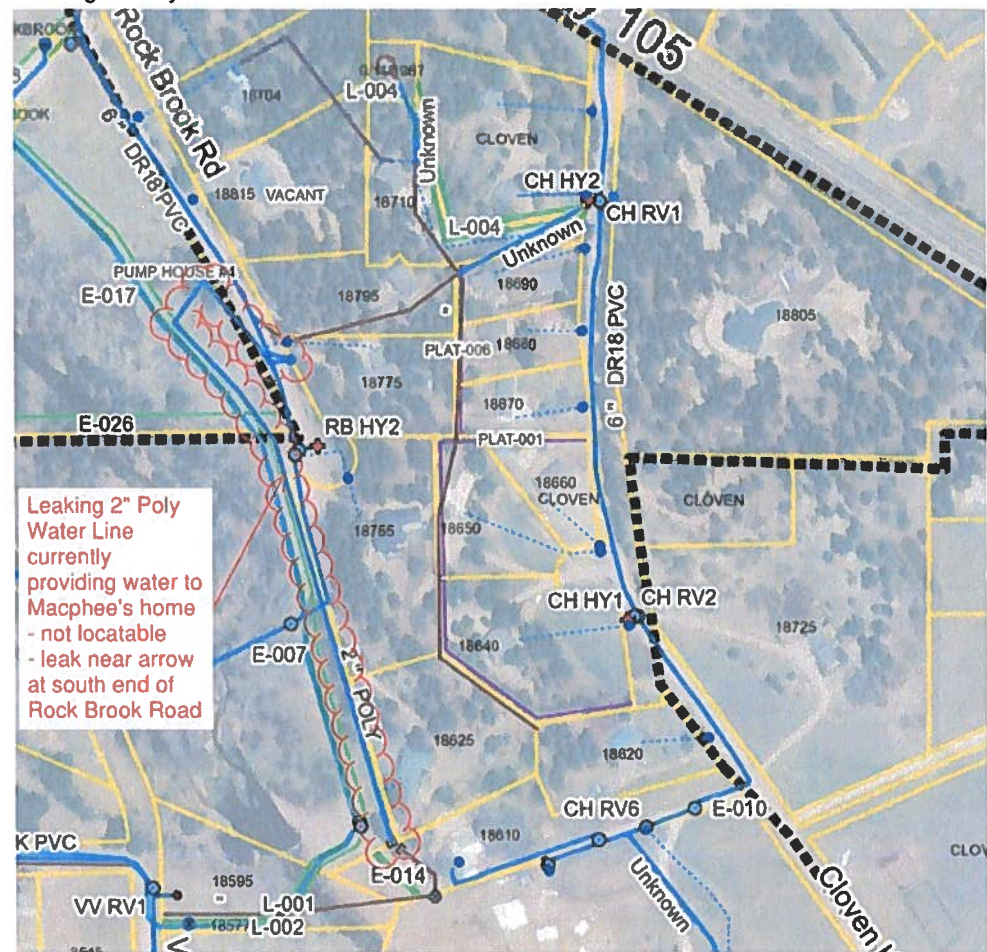 105
KBROOK
Rock Brook Rd
L-004
18704
Unknown
CLOVEN
6" DR18 PVC
CH HY2
CH RV1
18815
VACANT
18710
L-004
Unknown
PUMP HOUSE #4
E-017
18795
18690
18805
18680
PLAT-006
6" DR18 PVC
18775
18670
E-026
RB HY2
PLAT-001
18660
CLOVEN
CLOVEN
Leaking 2" Poly
Water Line
currently
providing water to
Macphee's home
- not locatable
- leak near arrow
at south end of
Rock Brook Road
18755
18650
CH HY1
CH RV2
18725
E-007
18640
2" POLY
18625
18620
CH RV6
E-010
18610
K PVC
E-014
18595
VV RV1
L-001
L-002
18577
Unknown
Cloven
CLOV